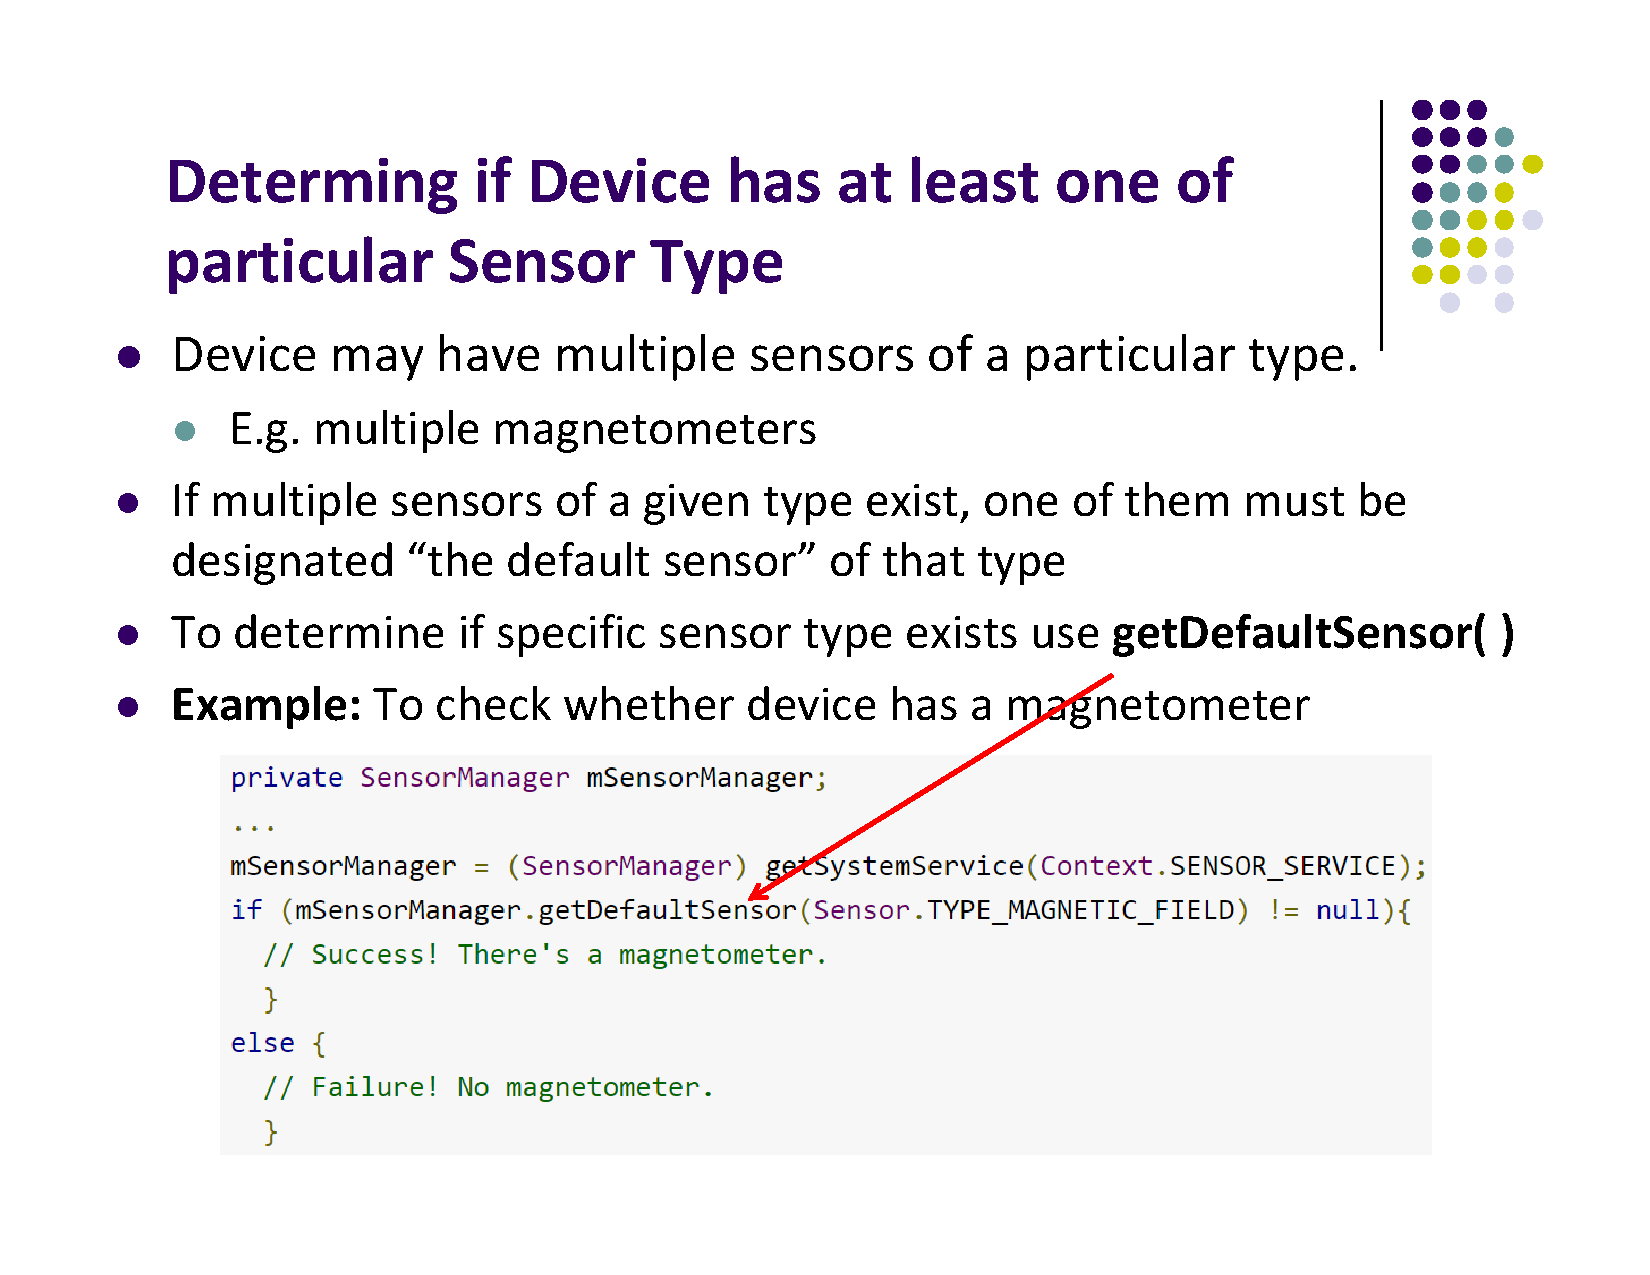 Determing if Device has at least one of
particular Sensor Type
Device may have multiple sensors of a particular type.
E.g. multiple magnetometers
If multiple sensors of a given type exist, one of them must be
designated “the default sensor” of that type
To determine if specific sensor type exists use getDefaultSensor( )
Example: To check whether device has a magnetometer
private SensorManager mSensorManager;
...
mSensorManager = (SensorManager) getSystemService(Context.SENSOR_SERVICE);
if (mSensorManager.getDefaultSensor(Sensor.TYPE_MAGNETIC_FIELD) != null){
// Success! There's a magnetometer.
}
else {
// Failure! No magnetometer.
}